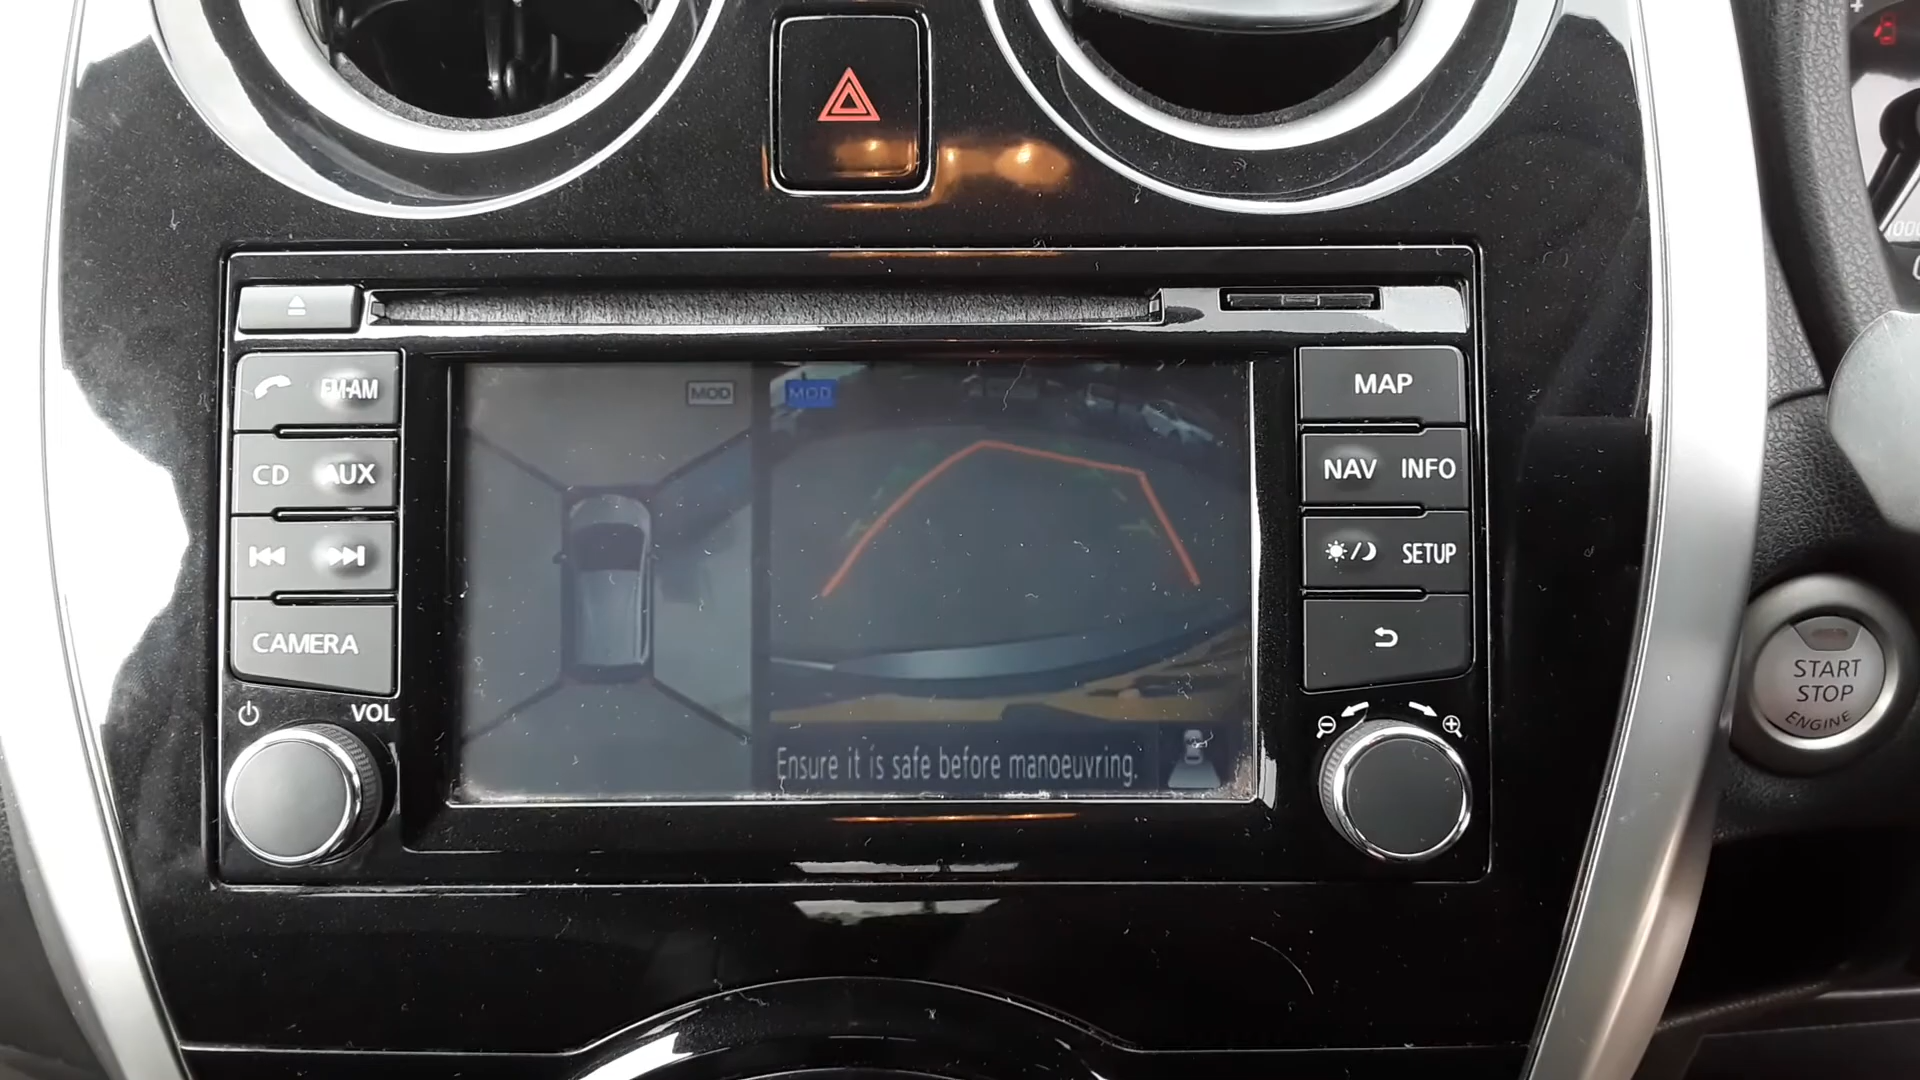 FM·AM
MOD
MOD
MAP
CD
AUX
NAV
INFO
SETUP
CAMERA
START
STOP
ENGINE
VOL
Ensure it is safe before manoeuvring.